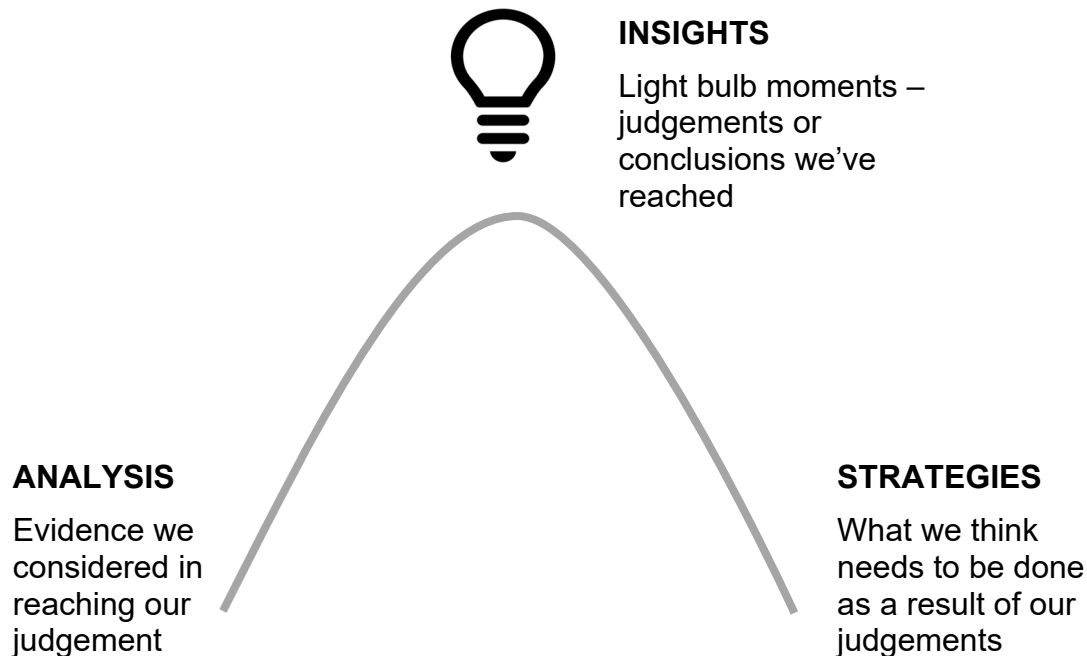 INSIGHTS
Light bulb moments –
judgements or
conclusions we’ve
reached
ANALYSIS
Evidence we
considered in
reaching our
judgement
STRATEGIES
What we think
needs to be done
as a result of our
judgements